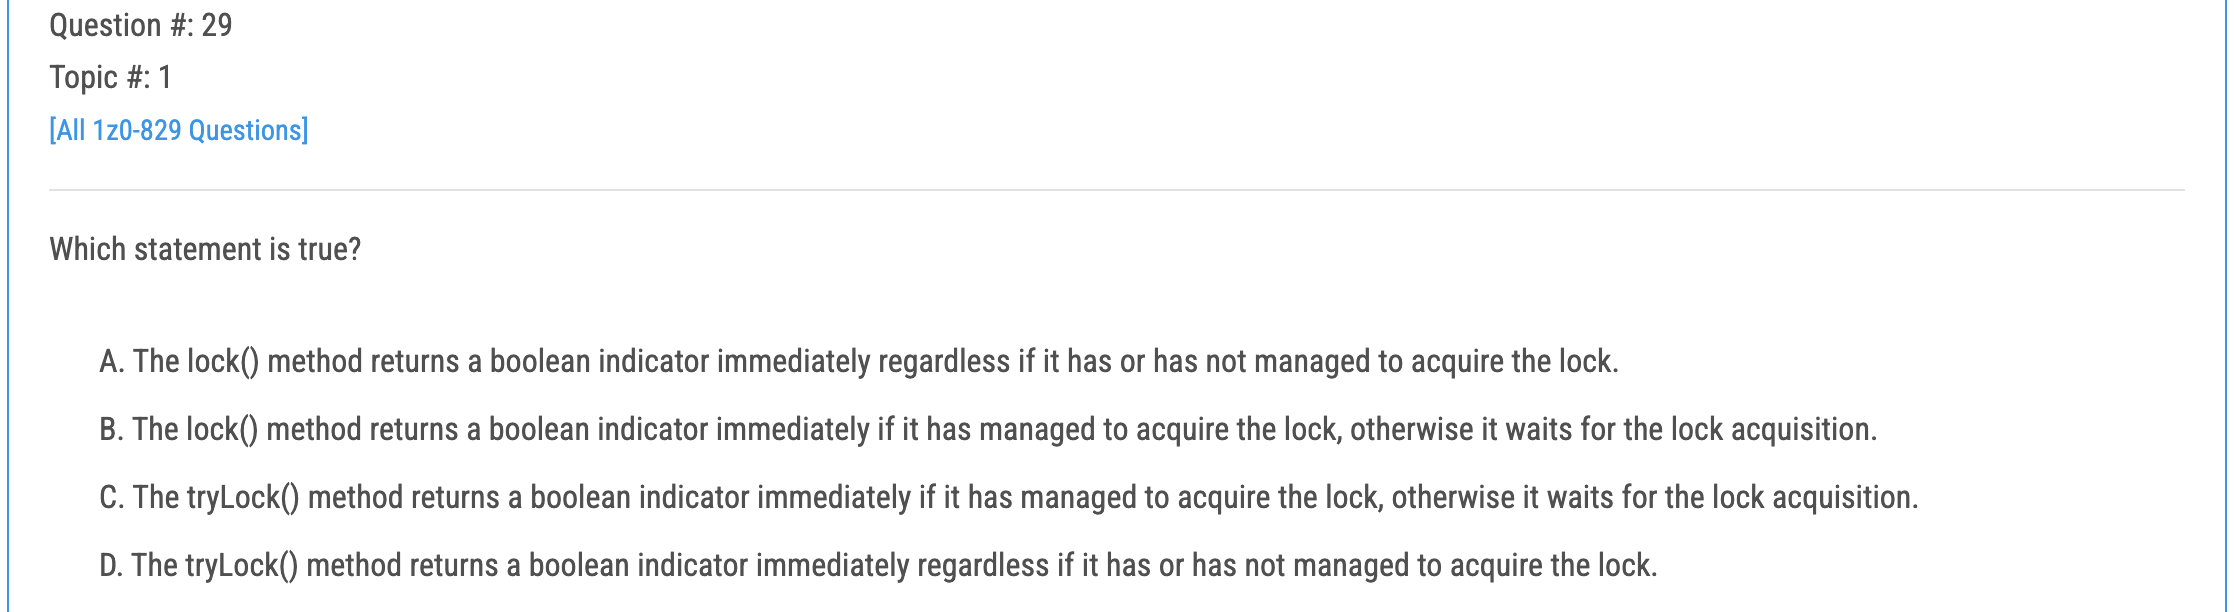 Question #: 29
Topic #: 1
[All 1z0-829 Questions]
Which statement is true?
A. The lock() method returns a boolean indicator immediately regardless if it has or has not managed to acquire the lock.
B. The lock() method returns a boolean indicator immediately if it has managed to acquire the lock, otherwise it waits for the lock acquisition.
C. The tryLock() method returns a boolean indicator immediately if it has managed to acquire the lock, otherwise it waits for the lock acquisition.
D. The tryLock() method returns a boolean indicator immediately regardless if it has or has not managed to acquire the lock.